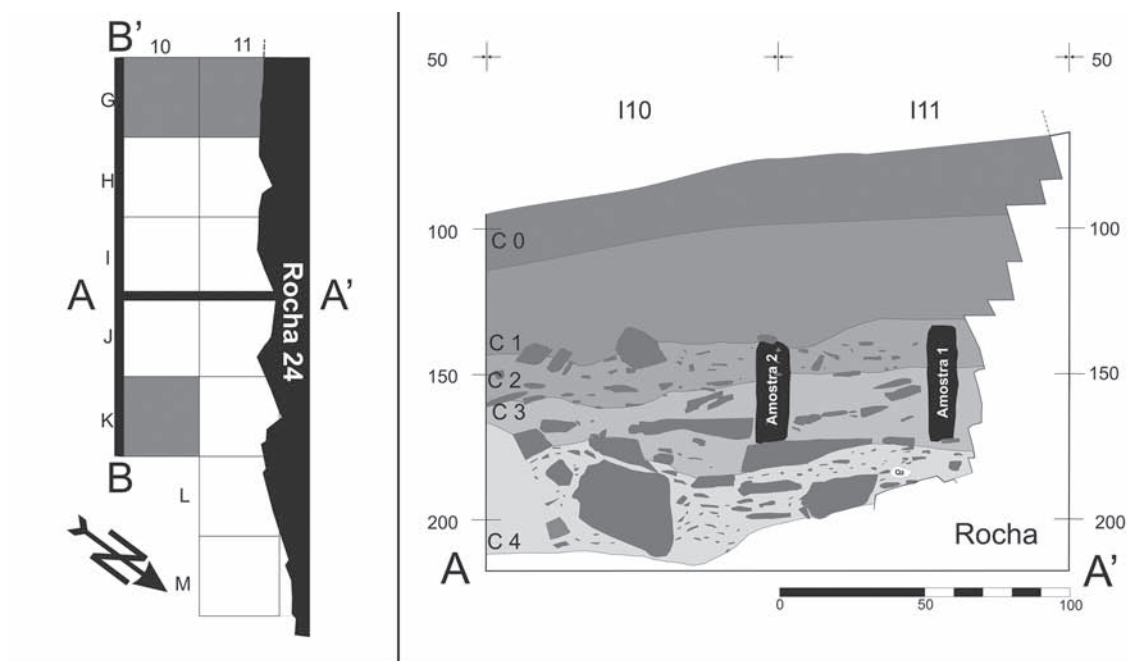 B'
10 11
G
H
I
A A'
Rocha 24
J
K
B
L
N
M
50 50
I10 I11
100 100
C 0
C 1
150 150
C 2
C 3
Amostra 2
Amostra 1
Qz
200 200
Rocha
C 4
A A'
0 50 100